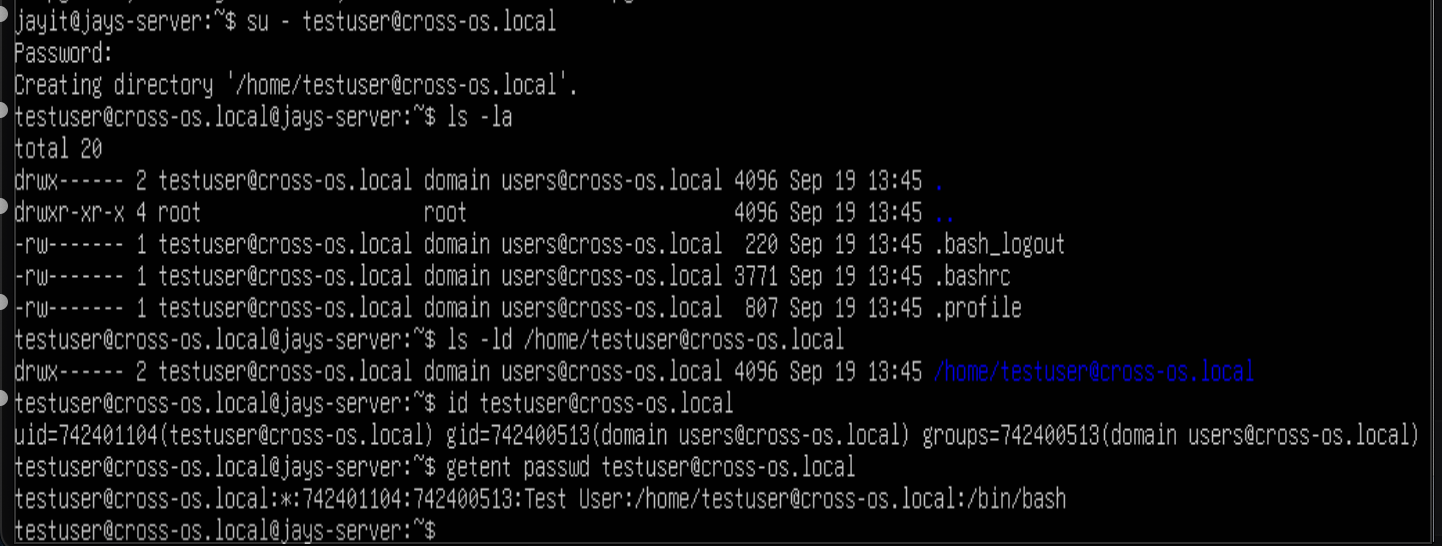 jayit@jays-server:~$ su - testuser@cross-os.local
Password:
Creating directory '/home/testuser@cross-os.local'.
testuser@cross-os.local@jays-server:~$ ls -la
total 20
drwx------ 2 testuser@cross-os.local domain users@cross-os.local 4096 Sep 19 13:45 .
drwxr-xr-x 4 root                    root                        4096 Sep 19 13:45 ..
-rw------- 1 testuser@cross-os.local domain users@cross-os.local  220 Sep 19 13:45 .bash_logout
-rw------- 1 testuser@cross-os.local domain users@cross-os.local 3771 Sep 19 13:45 .bashrc
-rw------- 1 testuser@cross-os.local domain users@cross-os.local  807 Sep 19 13:45 .profile
testuser@cross-os.local@jays-server:~$ ls -ld /home/testuser@cross-os.local
drwx------ 2 testuser@cross-os.local domain users@cross-os.local 4096 Sep 19 13:45 /home/testuser@cross-os.local
testuser@cross-os.local@jays-server:~$ id testuser@cross-os.local
uid=742401104(testuser@cross-os.local) gid=742400513(domain users@cross-os.local) groups=742400513(domain users@cross-os.local)
testuser@cross-os.local@jays-server:~$ getent passwd testuser@cross-os.local
testuser@cross-os.local:*:742401104:742400513:Test User:/home/testuser@cross-os.local:/bin/bash
testuser@cross-os.local@jays-server:~$